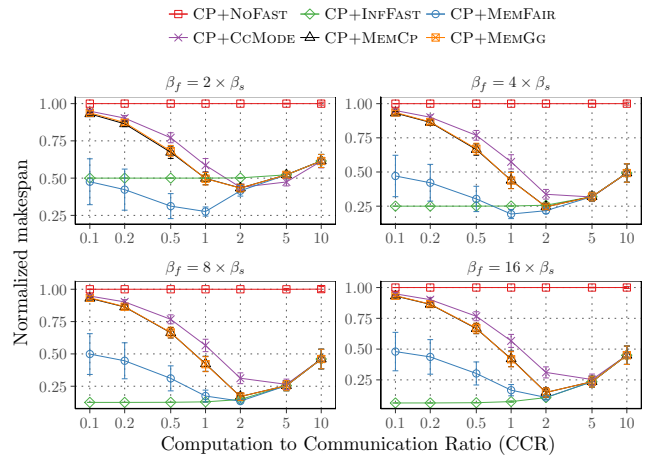 CP+NoFast CP+InfFast CP+MemFair
CP+CcMode CP+MemCp CP+MemGg
β_f = 2 × β_s β_f = 4 × β_s
1.00 1.00
0.75 0.75
0.50 0.50
0.25 0.25
0.1 0.2 0.5 1 2 5 10 0.1 0.2 0.5 1 2 5 10
β_f = 8 × β_s β_f = 16 × β_s
1.00 1.00
0.75 0.75
0.50 0.50
0.25 0.25
0.1 0.2 0.5 1 2 5 10 0.1 0.2 0.5 1 2 5 10
Normalized makespan
Computation to Communication Ratio (CCR)